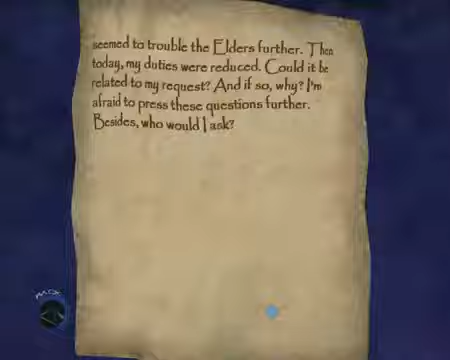 seemed to trouble the Elders further. Then
today, my duties were reduced. Could it be
related to my request? And if so, why? I'm
afraid to press these questions further.
Besides, who would I ask?